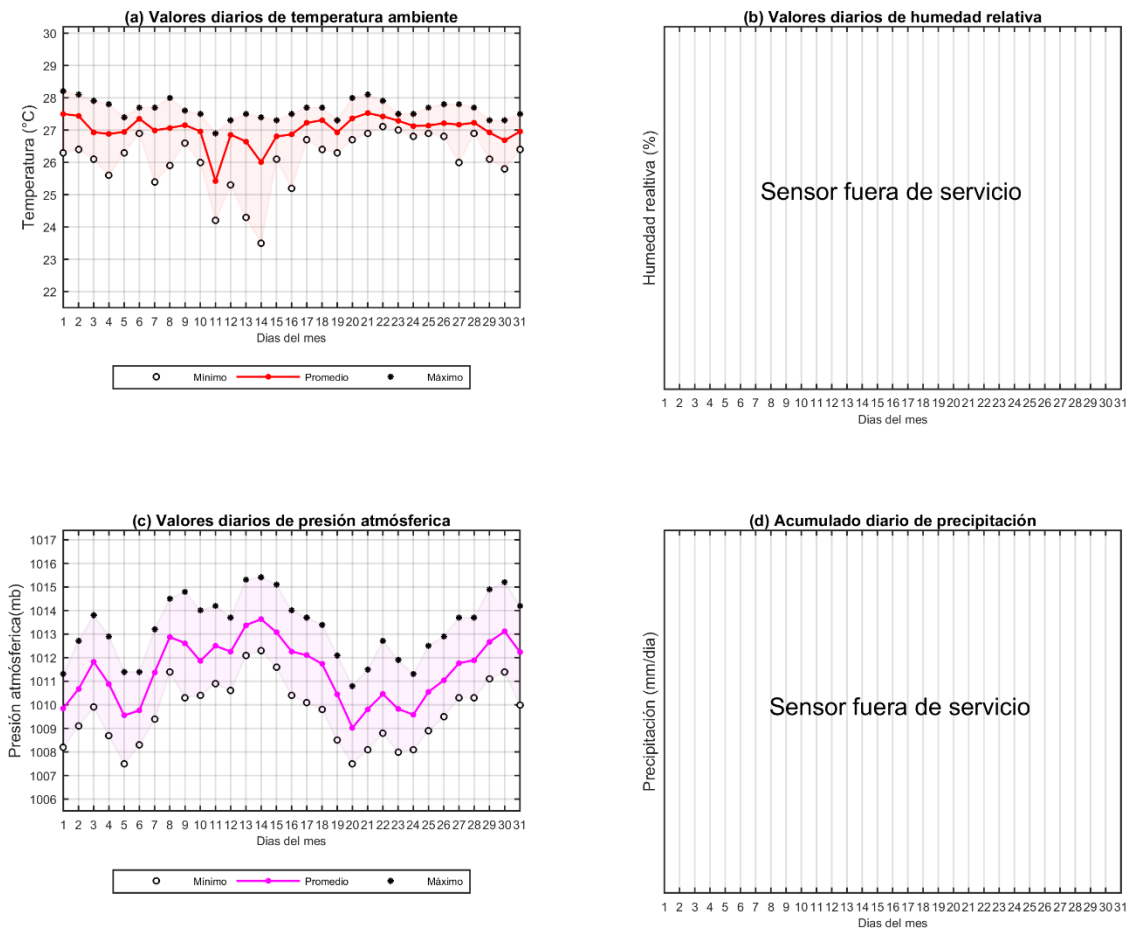 (a) Valores diarios de temperatura ambiente
30
29
28
27
26
25
24
23
22
Temperatura (°C)
1 2 3 4 5 6 7 8 9 10 11 12 13 14 15 16 17 18 19 20 21 22 23 24 25 26 27 28 29 30 31
Dias del mes
Mínimo Promedio Máximo
(b) Valores diarios de humedad relativa
Humedad realtiva (%)
Sensor fuera de servicio
1 2 3 4 5 6 7 8 9 10 11 12 13 14 15 16 17 18 19 20 21 22 23 24 25 26 27 28 29 30 31
Dias del mes
(c) Valores diarios de presión atmósferica
1017
1016
1015
1014
1013
1012
1011
1010
1009
1008
1007
1006
Presión atmósferica(mb)
1 2 3 4 5 6 7 8 9 10 11 12 13 14 15 16 17 18 19 20 21 22 23 24 25 26 27 28 29 30 31
Dias del mes
Mínimo Promedio Máximo
(d) Acumulado diario de precipitación
Precipitación (mm/dia)
Sensor fuera de servicio
1 2 3 4 5 6 7 8 9 10 11 12 13 14 15 16 17 18 19 20 21 22 23 24 25 26 27 28 29 30 31
Dias del mes